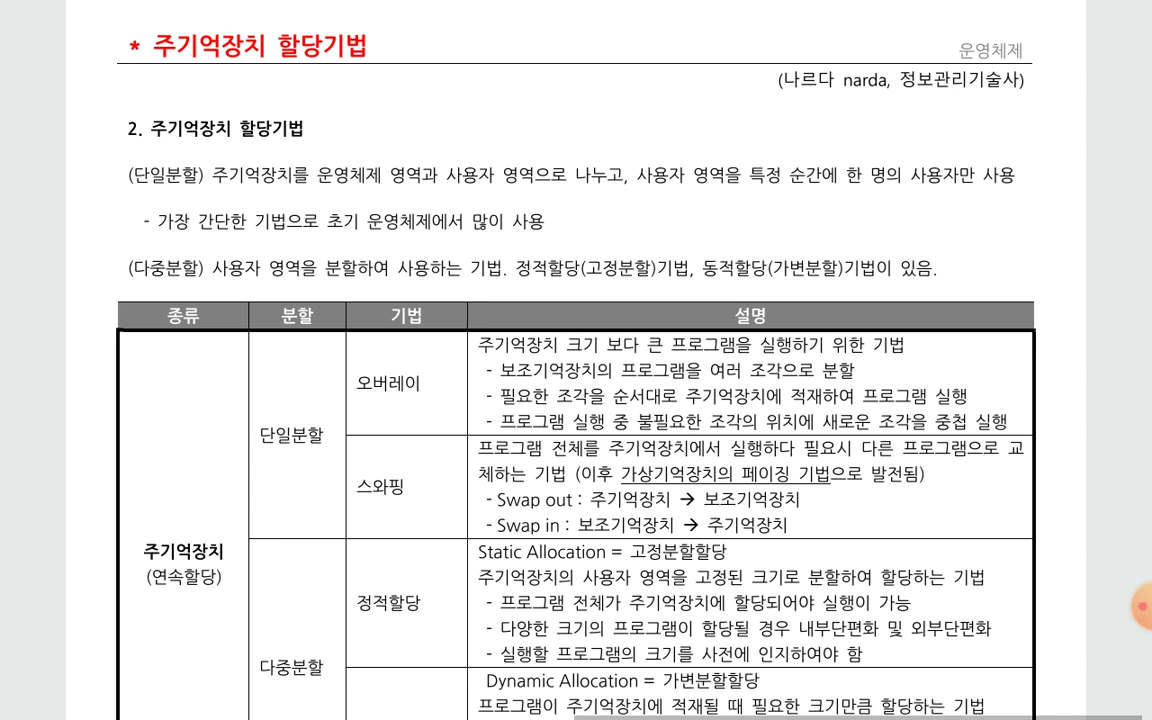 * 주기억장치 할당기법
운영체제
(나르다 narda, 정보관리기술사)
2. 주기억장치 할당기법
(단일분할) 주기억장치를 운영체제 영역과 사용자 영역으로 나누고, 사용자 영역을 특정 순간에 한 명의 사용자만 사용
- 가장 간단한 기법으로 초기 운영체제에서 많이 사용
(다중분할) 사용자 영역을 분할하여 사용하는 기법. 정적할당(고정분할)기법, 동적할당(가변분할)기법이 있음.
종류 분할 기법 설명
주기억장치
(연속할당)
단일분할
오버레이
주기억장치 크기 보다 큰 프로그램을 실행하기 위한 기법
- 보조기억장치의 프로그램을 여러 조각으로 분할
- 필요한 조각을 순서대로 주기억장치에 적재하여 프로그램 실행
- 프로그램 실행 중 불필요한 조각의 위치에 새로운 조각을 중첩 실행
스와핑
프로그램 전체를 주기억장치에서 실행하다 필요시 다른 프로그램으로 교
체하는 기법 (이후 가상기억장치의 페이징 기법으로 발전됨)
- Swap out : 주기억장치 → 보조기억장치
- Swap in : 보조기억장치 → 주기억장치
다중분할
정적할당
Static Allocation = 고정분할할당
주기억장치의 사용자 영역을 고정된 크기로 분할하여 할당하는 기법
- 프로그램 전체가 주기억장치에 할당되어야 실행이 가능
- 다양한 크기의 프로그램이 할당될 경우 내부단편화 및 외부단편화
- 실행할 프로그램의 크기를 사전에 인지하여야 함
Dynamic Allocation = 가변분할할당
프로그램이 주기억장치에 적재될 때 필요한 크기만큼 할당하는 기법